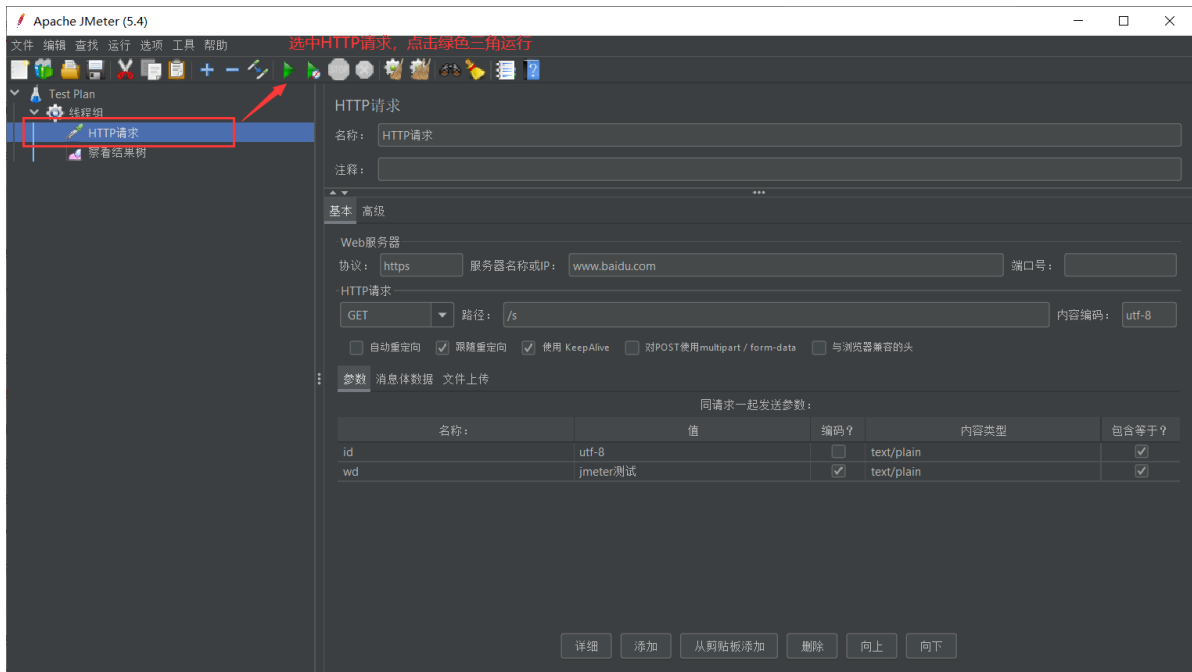 Apache JMeter (5.4)
文件 编辑 查找 运行 选项 工具 帮助
选中HTTP请求，点击绿色三角运行
Test Plan
线程组
HTTP请求
察看结果树
HTTP请求
名称： HTTP请求
注释：
基本 高级
Web服务器
协议： https 服务器名称或IP： www.baidu.com 端口号：
HTTP请求
GET 路径： /s 内容编码： utf-8
自动重定向 跟随重定向 使用 KeepAlive 对POST使用multipart / form-data 与浏览器兼容的头
参数 消息体数据 文件上传
同请求一起发送参数：
名称： 值 编码？ 内容类型 包含等于？
id utf-8 text/plain
wd jmeter测试 text/plain
详细 添加 从剪贴板添加 删除 向上 向下